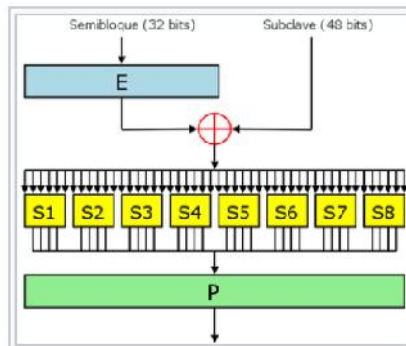 Semibloque (32 bits) Subclave (48 bits)
E
S1 S2 S3 S4 S5 S6 S7 S8
P